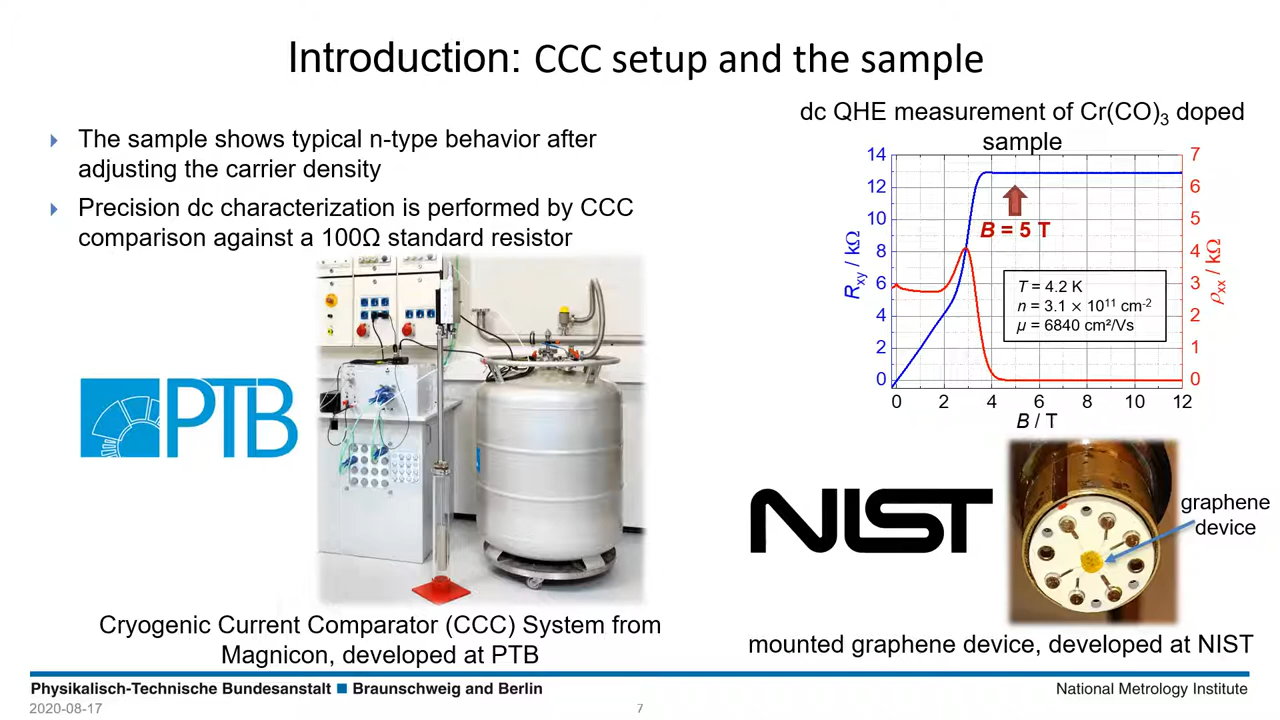 Introduction: CCC setup and the sample
The sample shows typical n-type behavior after
adjusting the carrier density
Precision dc characterization is performed by CCC
comparison against a 100Ω standard resistor
PTB
Cryogenic Current Comparator (CCC) System from
Magnicon, developed at PTB
dc QHE measurement of Cr(CO)₃ doped
sample
14
12
10
8
6
4
2
0
Rxy / kΩ
7
6
5
4
3
2
1
0
ρxx / kΩ
B = 5 T
T = 4.2 K
n = 3.1 × 10¹¹ cm⁻²
μ = 6840 cm²/Vs
0 2 4 6 8 10 12
B / T
NIST
graphene
device
mounted graphene device, developed at NIST
Physikalisch-Technische Bundesanstalt ■ Braunschweig and Berlin
National Metrology Institute
2020-08-17
7